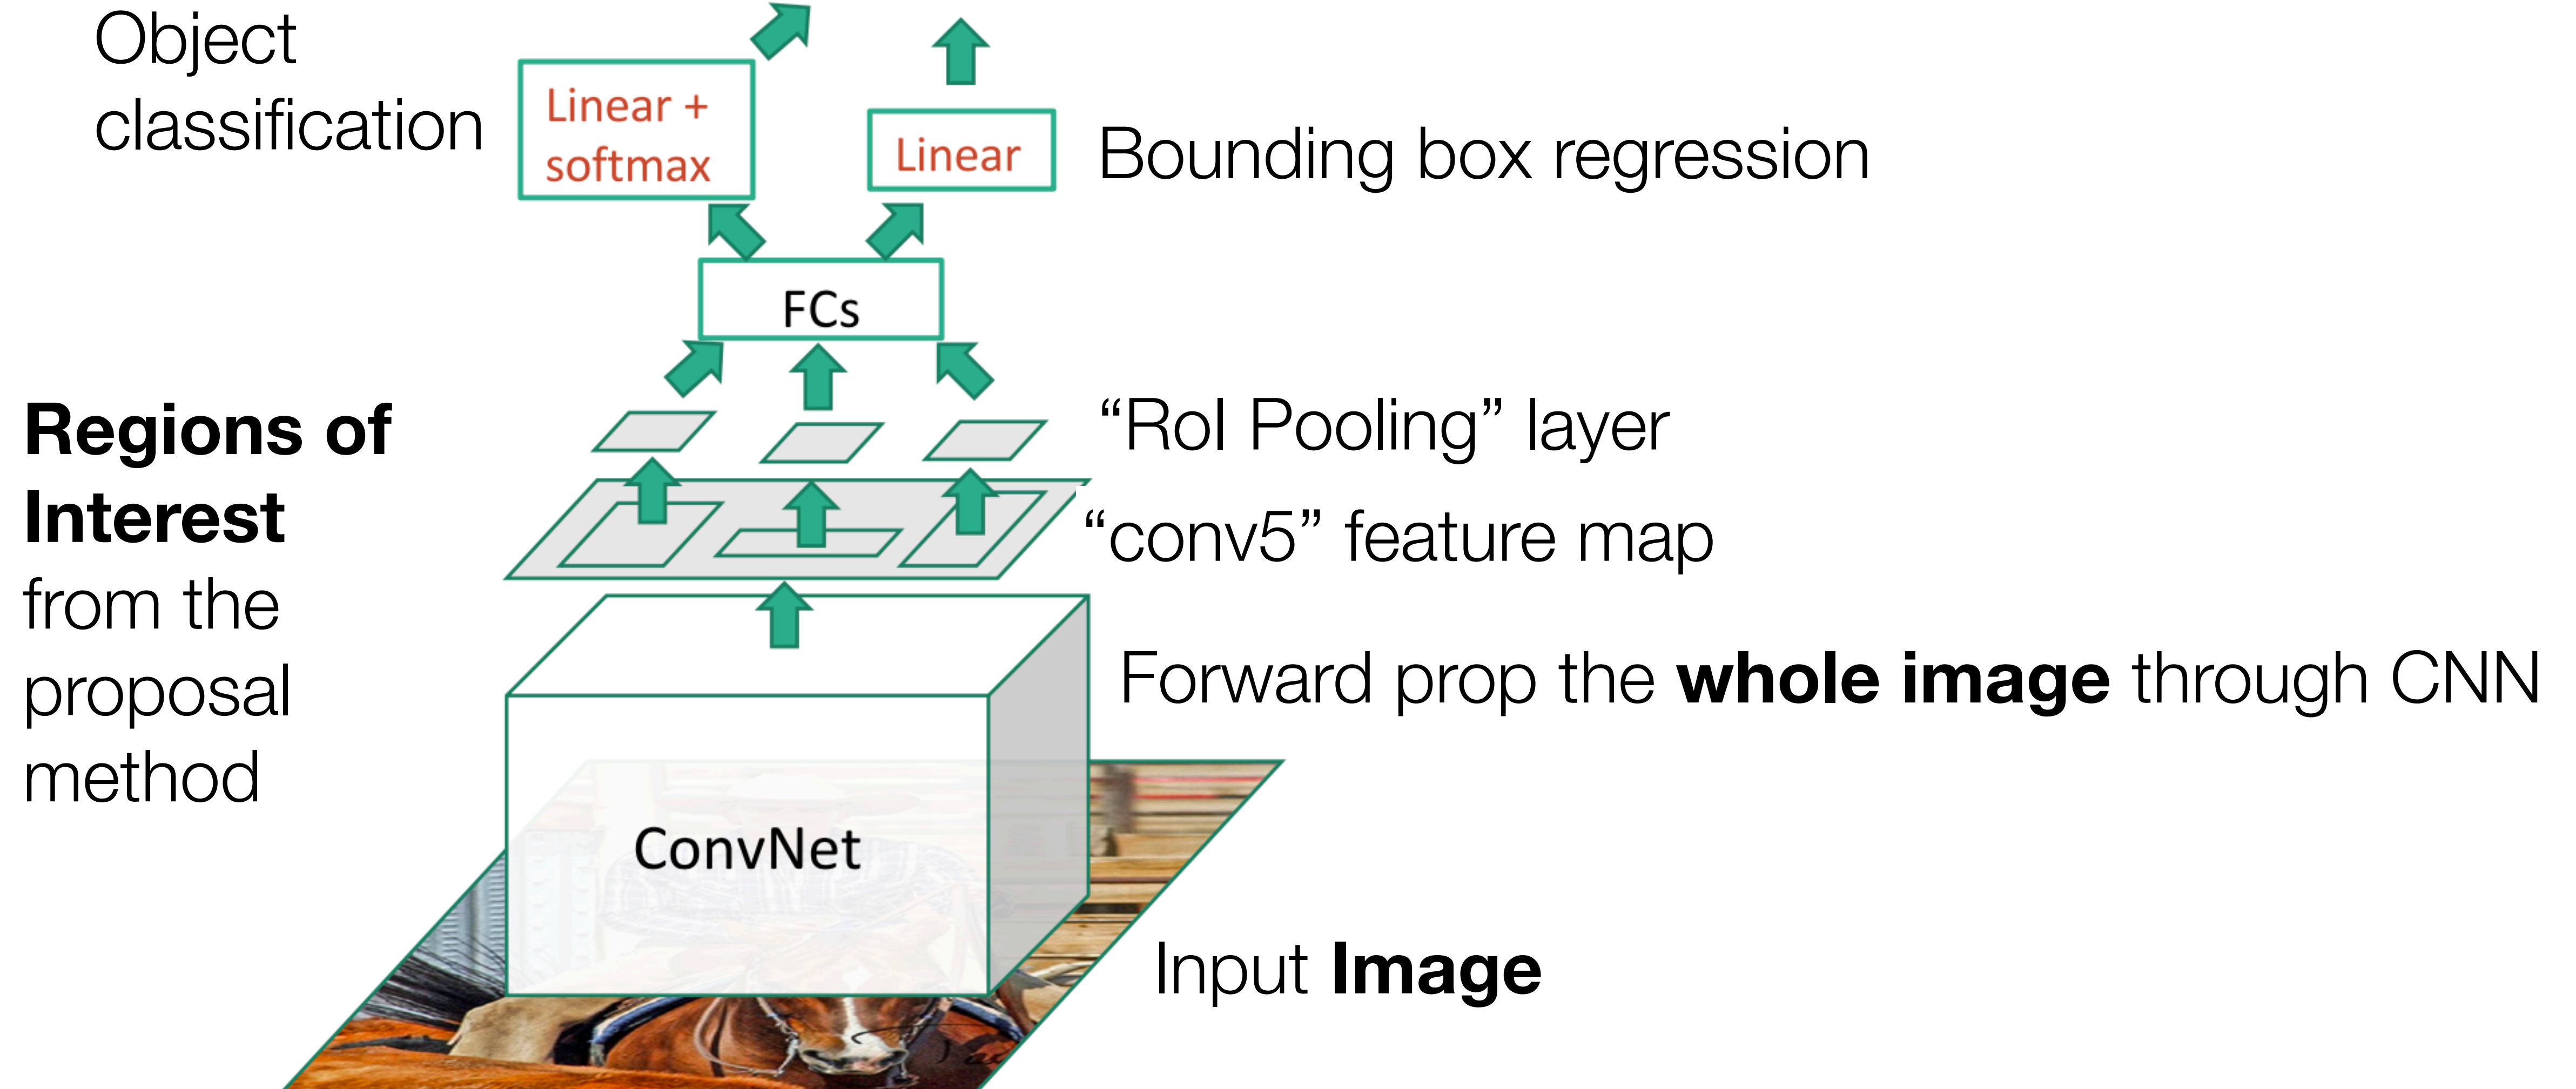 Object
classification
Linear +
softmax
Linear
Bounding box regression
FCs
Regions of
Interest
from the
proposal
method
“RoI Pooling” layer
“conv5” feature map
Forward prop the whole image through CNN
ConvNet
Input Image